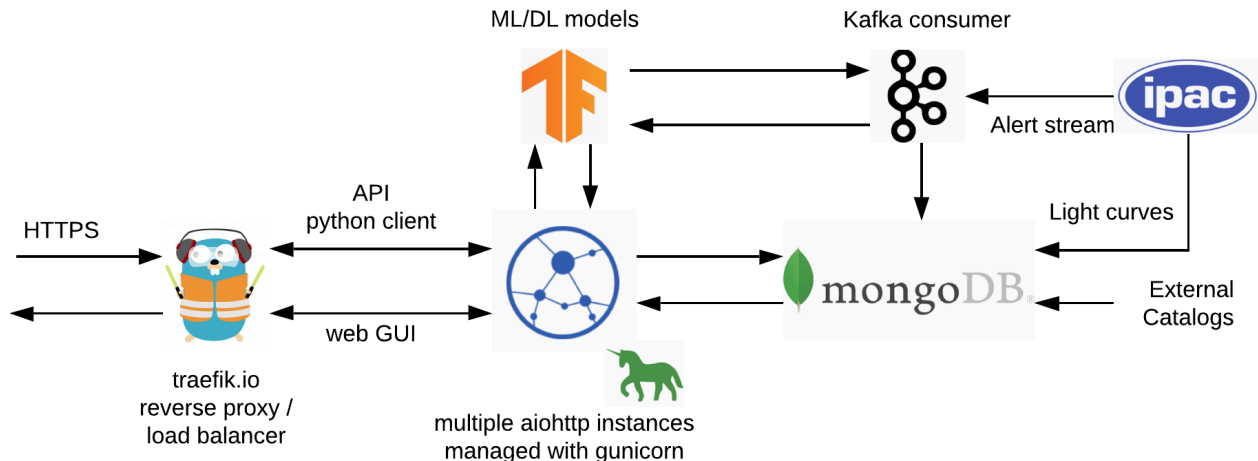 ML/DL models
Kafka consumer
ipac
Alert stream
API
python client
HTTPS
Light curves
mongoDB®
web GUI
External
Catalogs
traefik.io
reverse proxy /
load balancer
multiple aiohttp instances
managed with gunicorn